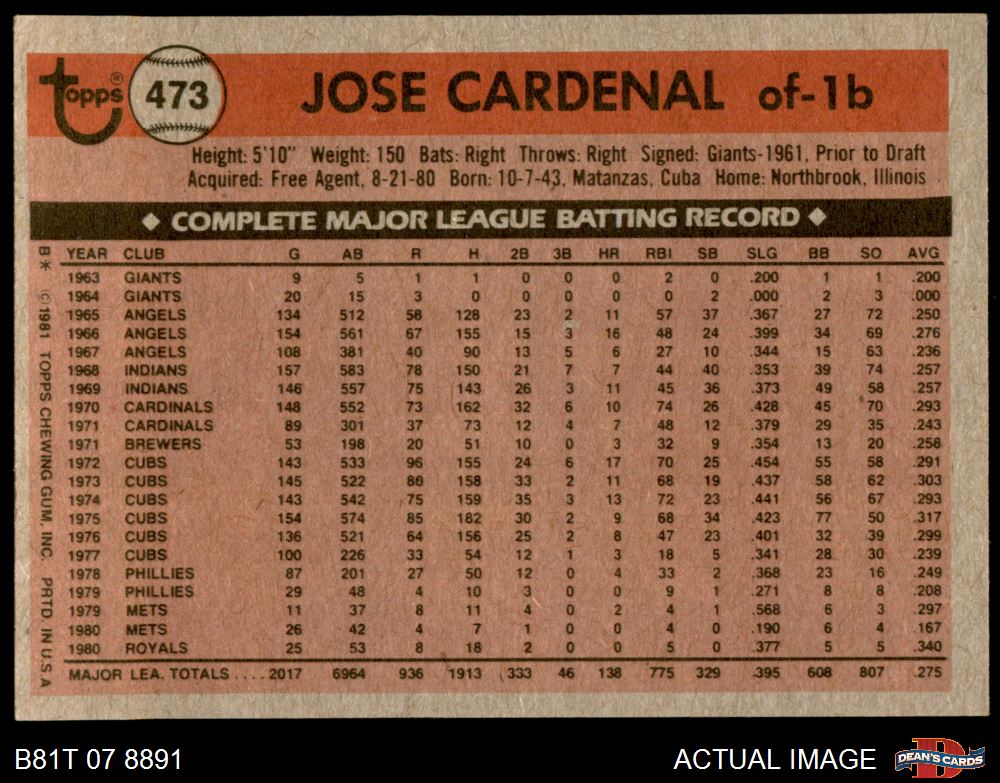 Topps® 473 JOSE CARDENAL of-1b
Height: 5'10" Weight: 150 Bats: Right Throws: Right Signed: Giants-1961, Prior to Draft
Acquired: Free Agent, 8-21-80 Born: 10-7-43, Matanzas, Cuba Home: Northbrook, Illinois
◆ COMPLETE MAJOR LEAGUE BATTING RECORD ◆
YEAR CLUB G AB R H 2B 3B HR RBI SB SLG BB SO AVG
1963 GIANTS 9 5 1 1 0 0 0 2 0 .200 1 1 .200
1964 GIANTS 20 15 3 0 0 0 0 0 2 .000 2 3 .000
1965 ANGELS 134 512 58 128 23 2 11 57 37 .367 27 72 .250
1966 ANGELS 154 561 67 155 15 3 16 48 24 .399 34 69 .276
1967 ANGELS 108 381 40 90 13 5 6 27 10 .344 15 63 .236
1968 INDIANS 157 583 78 150 21 7 7 44 40 .353 39 74 .257
1969 INDIANS 146 557 75 143 26 3 11 45 36 .373 49 58 .257
1970 CARDINALS 148 552 73 162 32 6 10 74 26 .428 45 70 .293
1971 CARDINALS 89 301 37 73 12 4 7 48 12 .379 29 35 .243
1971 BREWERS 53 198 20 51 10 0 3 32 9 .354 13 20 .258
1972 CUBS 143 533 96 155 24 6 17 70 25 .454 55 58 .291
1973 CUBS 145 522 80 158 33 2 11 68 19 .437 58 62 .303
1974 CUBS 143 542 75 159 35 3 13 72 23 .441 56 67 .293
1975 CUBS 154 574 85 182 30 2 9 68 34 .423 77 50 .317
1976 CUBS 136 521 64 156 25 2 8 47 23 .401 32 39 .299
1977 CUBS 100 226 33 54 12 1 3 18 5 .341 28 30 .239
1978 PHILLIES 87 201 27 50 12 0 4 33 2 .368 23 16 .249
1979 PHILLIES 29 48 4 10 3 0 0 9 1 .271 8 8 .208
1979 METS 11 37 8 11 4 0 2 4 1 .568 6 3 .297
1980 METS 26 42 4 7 1 0 0 4 0 .190 6 4 .167
1980 ROYALS 25 53 8 18 2 0 0 5 0 .377 5 5 .340
MAJOR LEA. TOTALS .... 2017 6964 936 1913 333 46 138 775 329 .395 608 807 .275
B* © 1981 TOPPS CHEWING GUM, INC. PRTD. IN U.S.A
B81T 07 8891
ACTUAL IMAGE
D
DEAN'S CARDS